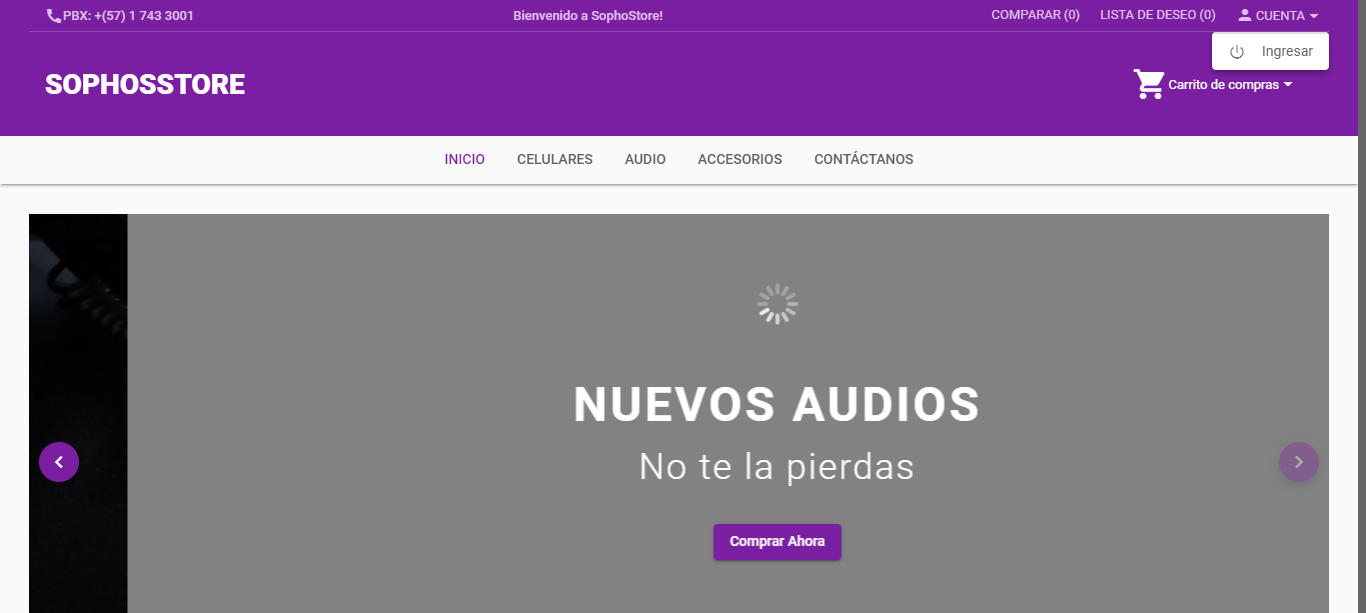 PBX: +(57) 1 743 3001
Bienvenido a SophoStore!
COMPARAR (0)
LISTA DE DESEO (0)
CUENTA
Ingresar
SOPHOSSTORE
Carrito de compras
INICIO
CELULARES
AUDIO
ACCESORIOS
CONTÁCTANOS
NUEVOS AUDIOS
No te la pierdas
Comprar Ahora